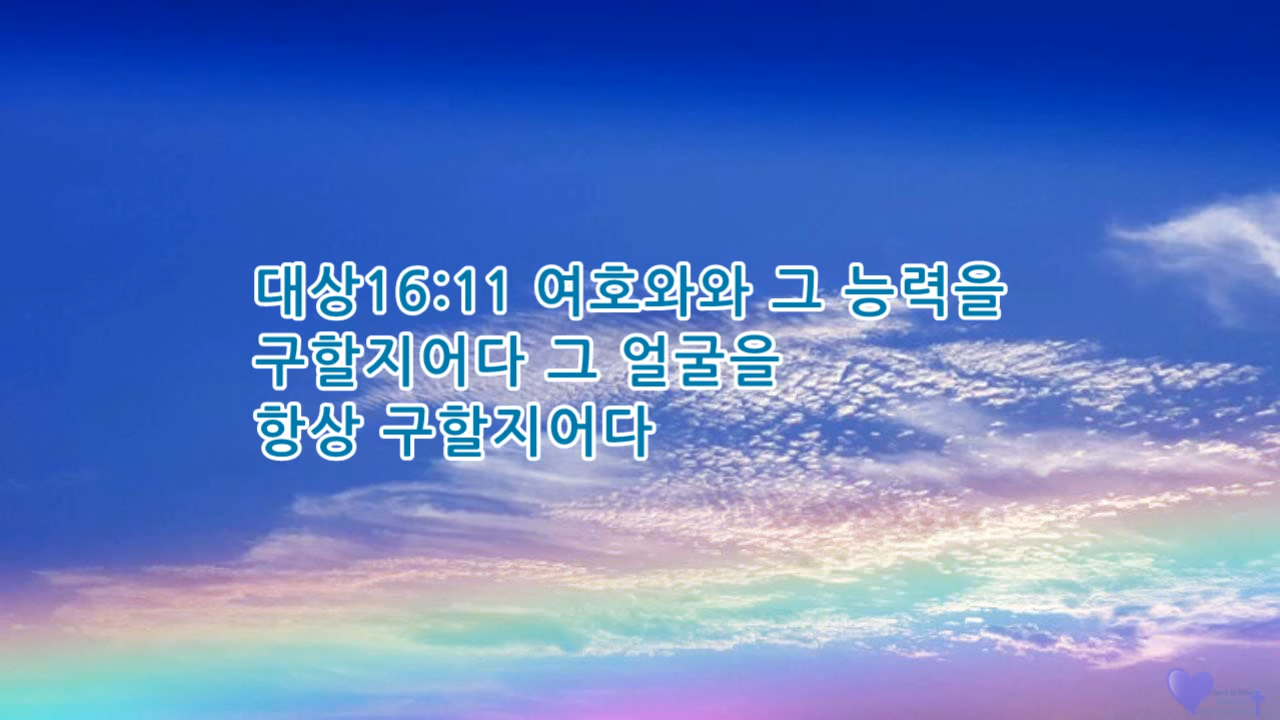 대상16:11 여호와와 그 능력을
구할지어다 그 얼굴을
항상 구할지어다